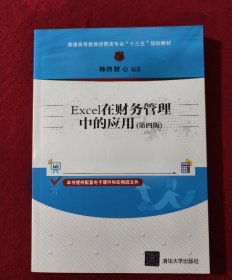 普通高等教育经管类专业"十三五"规划教材
韩良智 编著
Excel在财务管理
中的应用(第四版)
本书提供配套电子课件和实例源文件
清华大学出版社